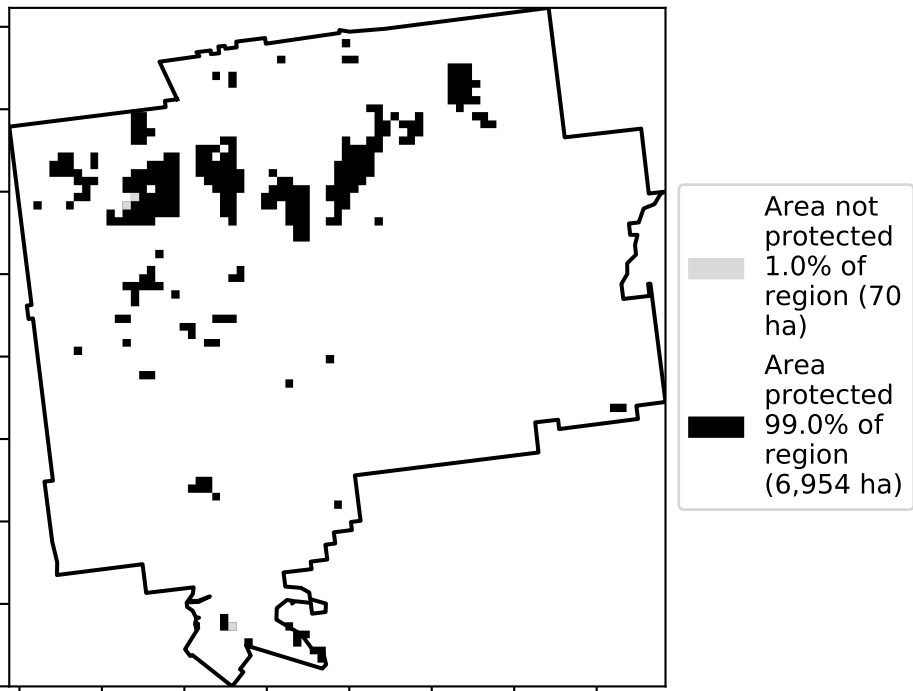 Area not
protected
1.0% of
region (70
ha)
Area
protected
99.0% of
region
(6,954 ha)